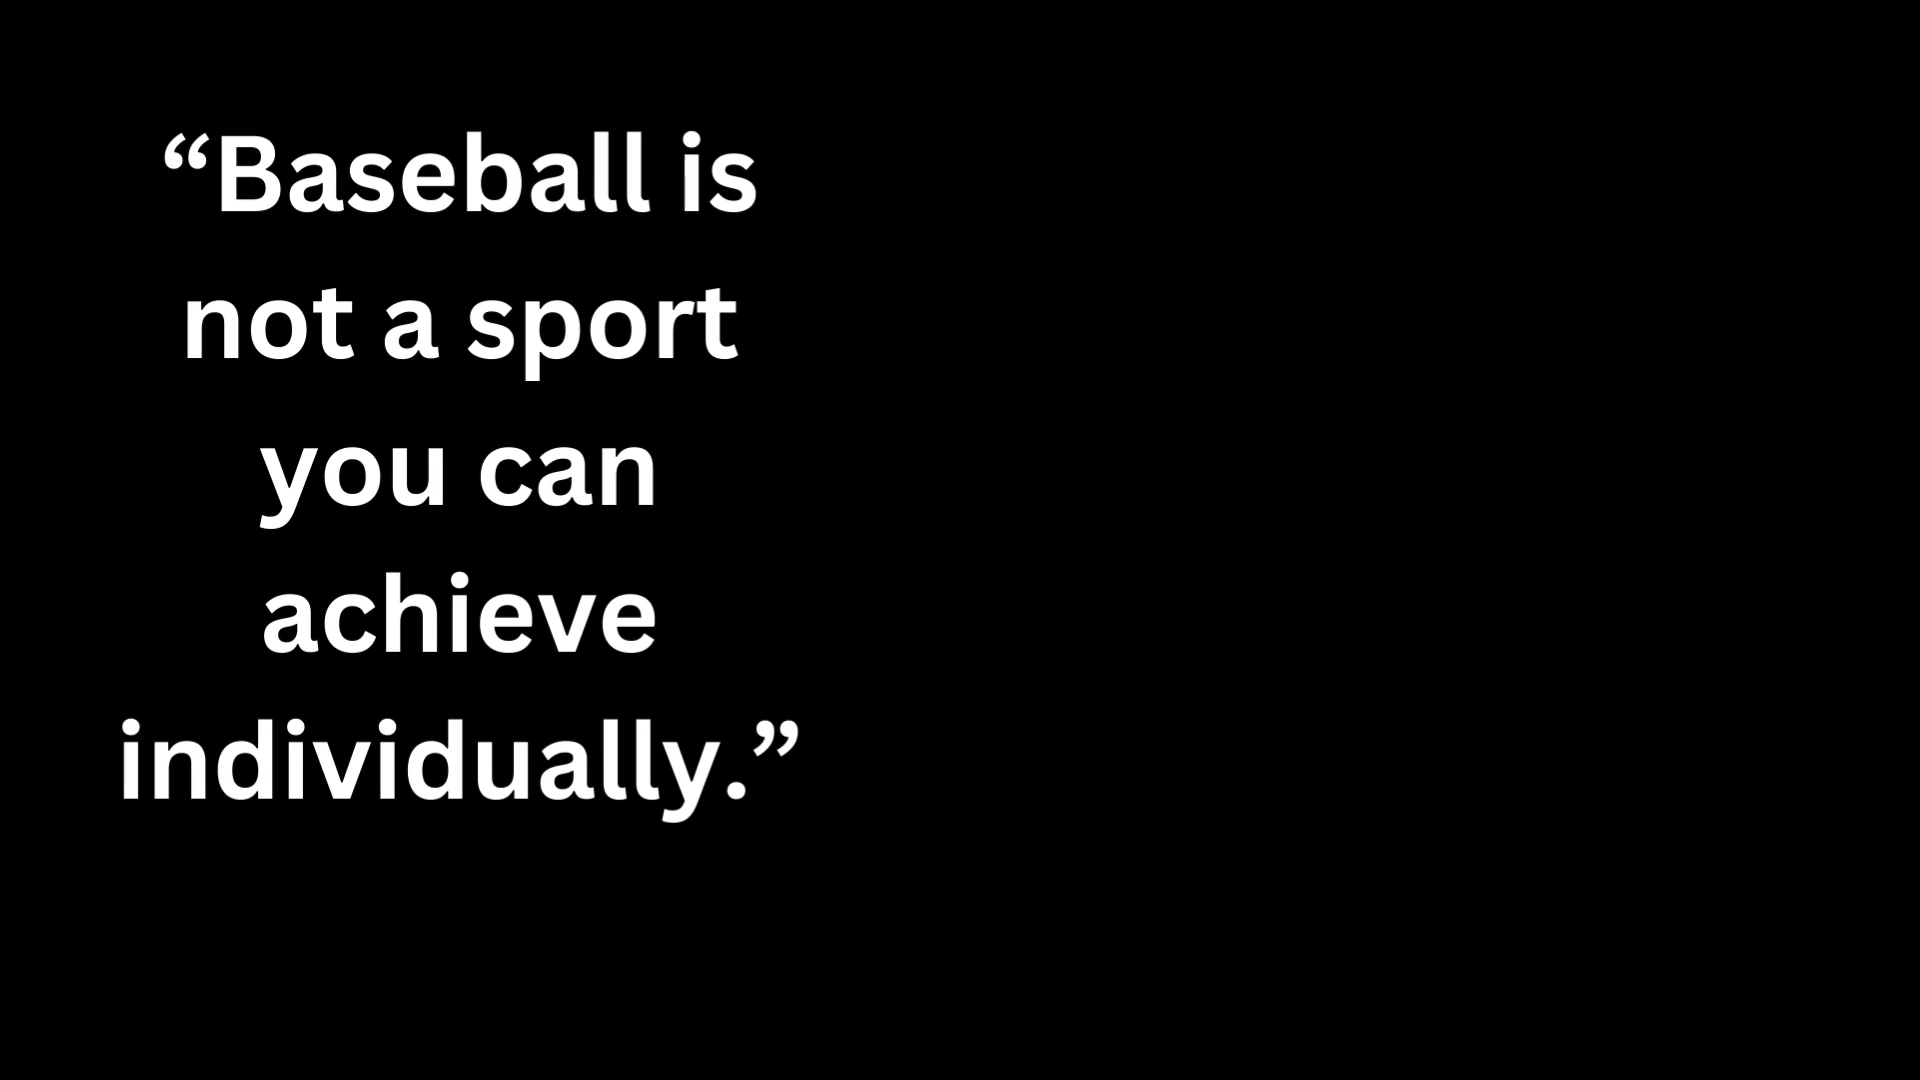 “Baseball is
not a sport
you can
achieve
individually.”